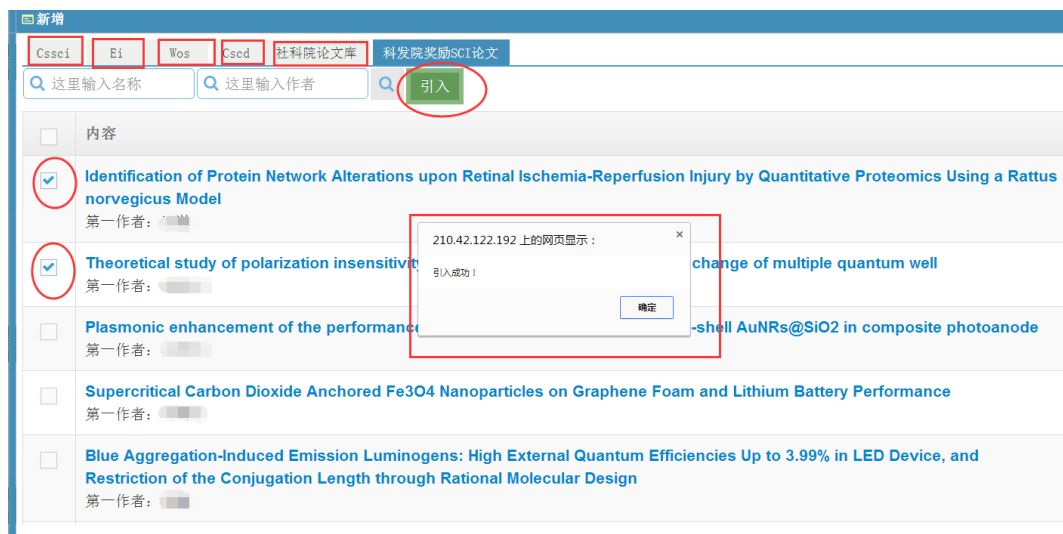 新增
Cssci Ei Wos Cscd 社科院论文库 科发院奖励SCI论文
这里输入名称 这里输入作者 引入
内容
Identification of Protein Network Alterations upon Retinal Ischemia-Reperfusion Injury by Quantitative Proteomics Using a Rattus
norvegicus Model
第一作者：
210.42.122.192 上的网页显示： ×
Theoretical study of polarization insensitivity change of multiple quantum well
引入成功！
第一作者：
确定
Plasmonic enhancement of the performance -shell AuNRs@SiO2 in composite photoanode
第一作者：
Supercritical Carbon Dioxide Anchored Fe3O4 Nanoparticles on Graphene Foam and Lithium Battery Performance
第一作者：
Blue Aggregation-Induced Emission Luminogens: High External Quantum Efficiencies Up to 3.99% in LED Device, and
Restriction of the Conjugation Length through Rational Molecular Design
第一作者：